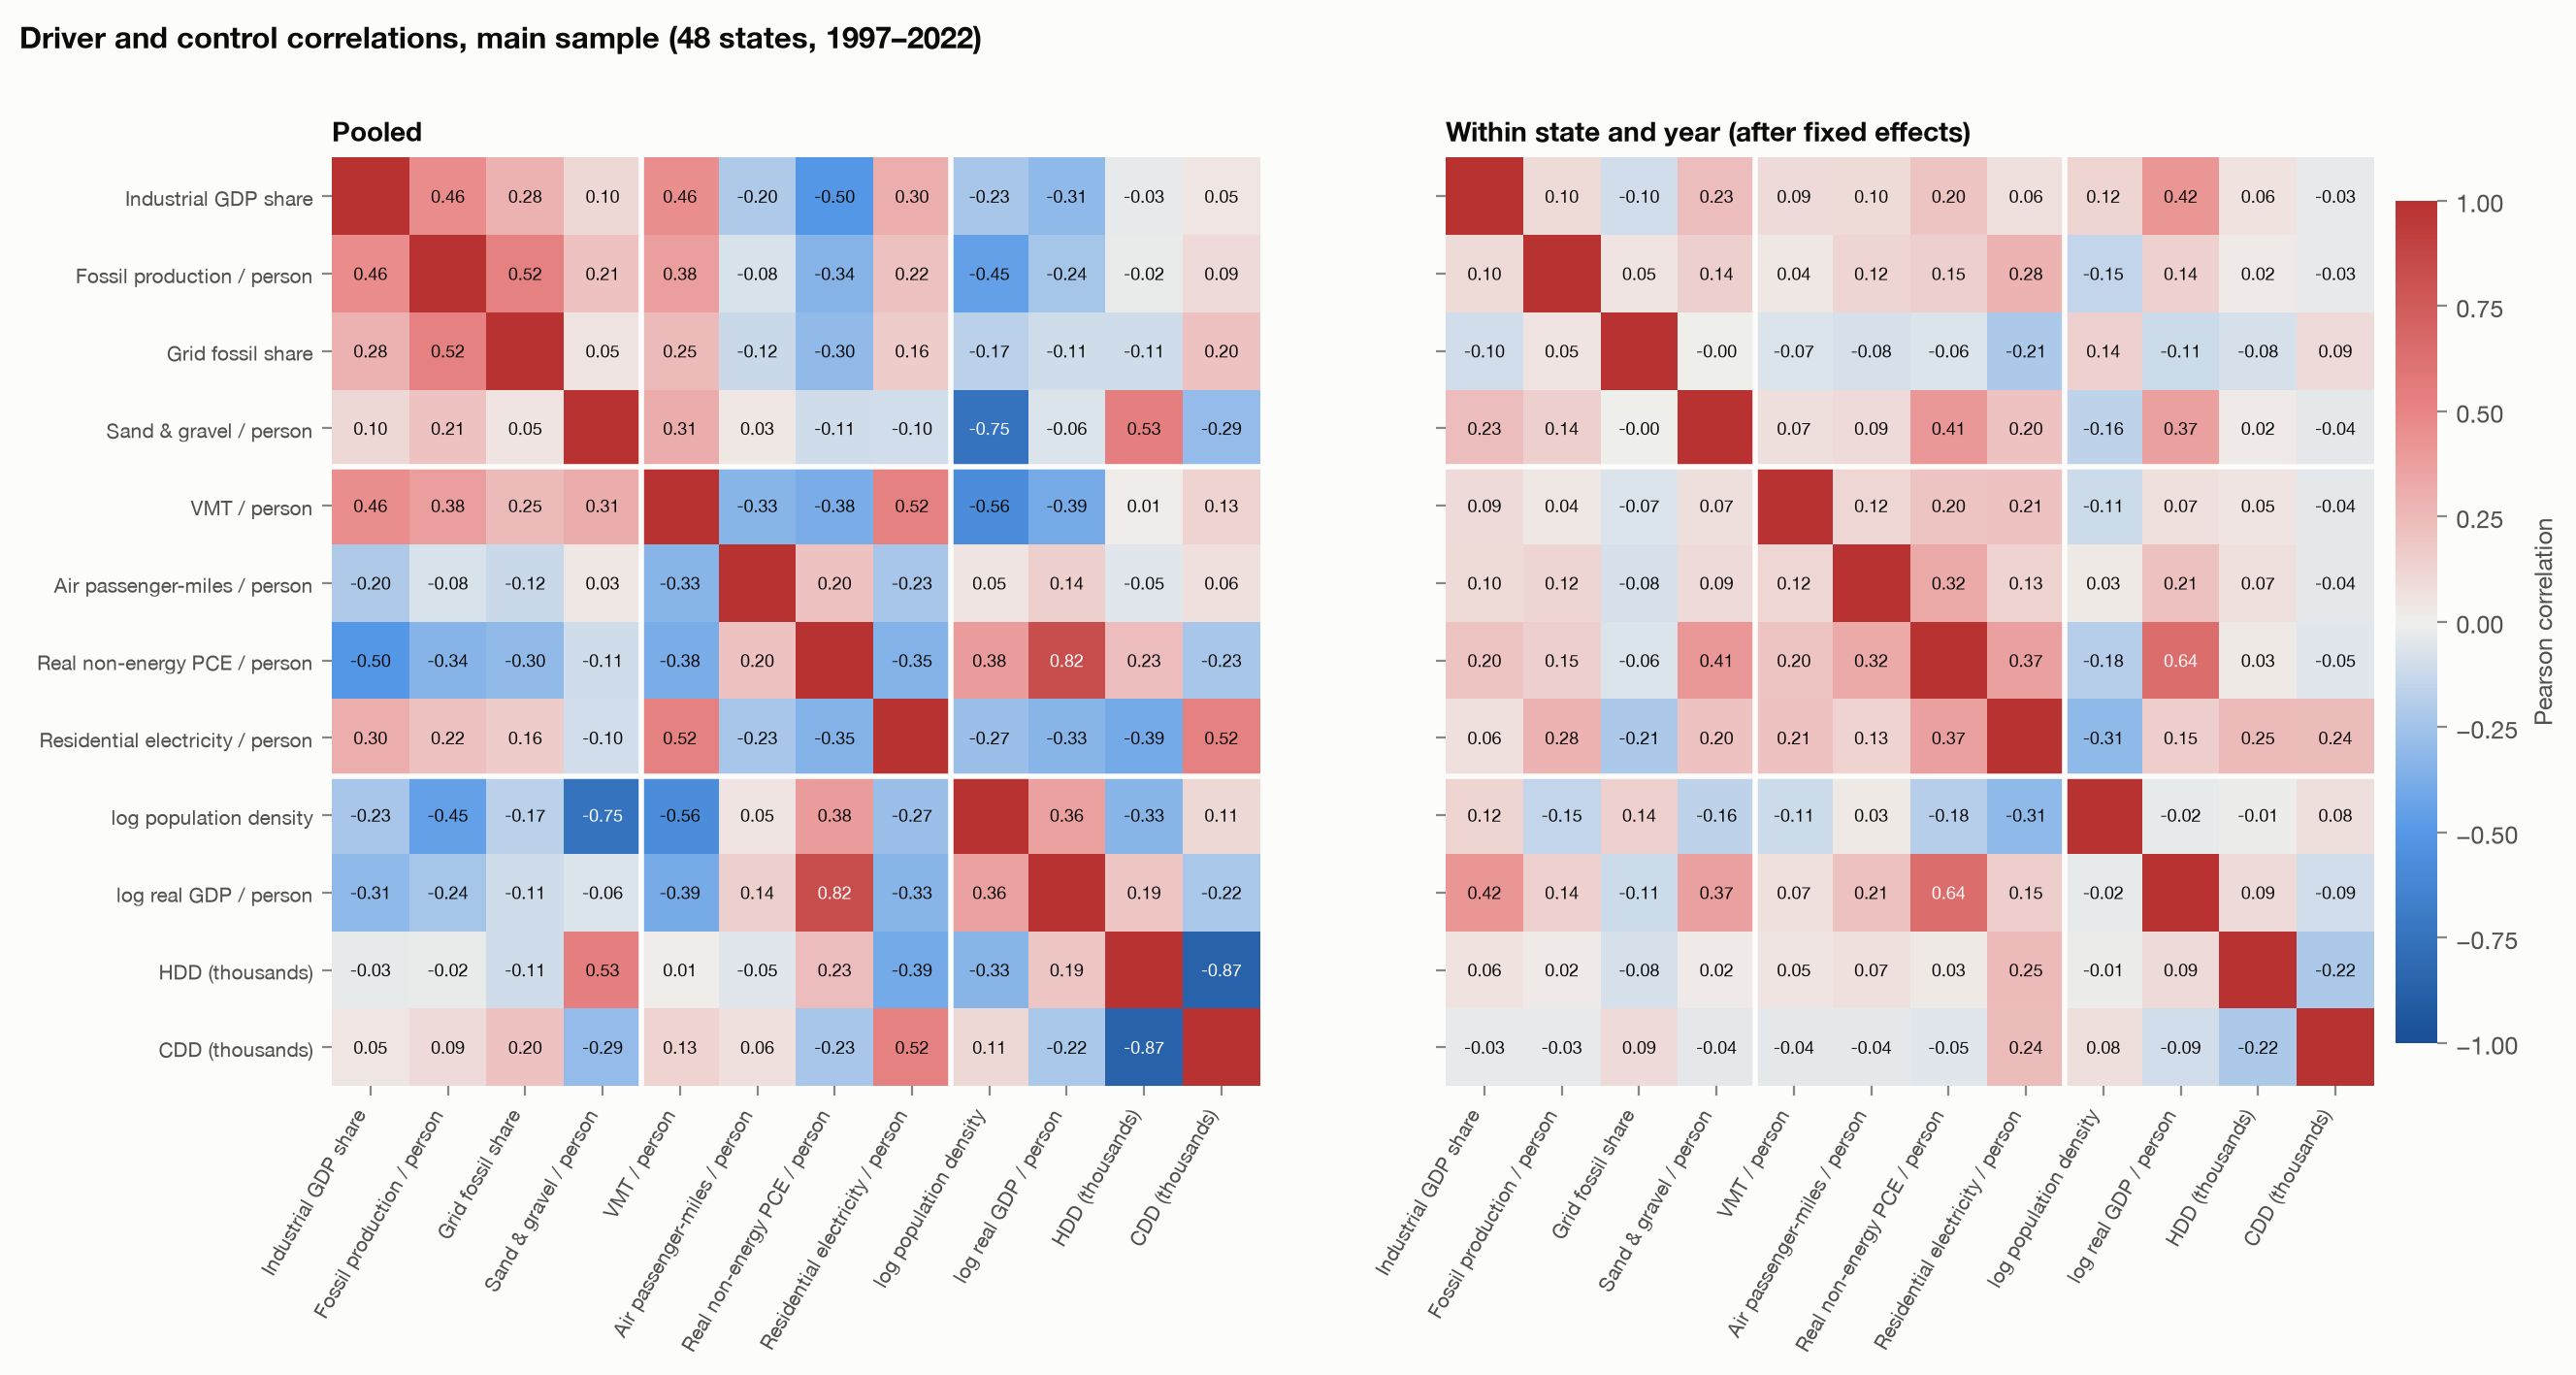 Driver and control correlations, main sample (48 states, 1997–2022)
Pooled
Industrial GDP share 0.46 0.28 0.10 0.46 -0.20 -0.50 0.30 -0.23 -0.31 -0.03 0.05
Fossil production / person 0.46 0.52 0.21 0.38 -0.08 -0.34 0.22 -0.45 -0.24 -0.02 0.09
Grid fossil share 0.28 0.52 0.05 0.25 -0.12 -0.30 0.16 -0.17 -0.11 -0.11 0.20
Sand & gravel / person 0.10 0.21 0.05 0.31 0.03 -0.11 -0.10 -0.75 -0.06 0.53 -0.29
VMT / person 0.46 0.38 0.25 0.31 -0.33 -0.38 0.52 -0.56 -0.39 0.01 0.13
Air passenger-miles / person -0.20 -0.08 -0.12 0.03 -0.33 0.20 -0.23 0.05 0.14 -0.05 0.06
Real non-energy PCE / person -0.50 -0.34 -0.30 -0.11 -0.38 0.20 -0.35 0.38 0.82 0.23 -0.23
Residential electricity / person 0.30 0.22 0.16 -0.10 0.52 -0.23 -0.35 -0.27 -0.33 -0.39 0.52
log population density -0.23 -0.45 -0.17 -0.75 -0.56 0.05 0.38 -0.27 0.36 -0.33 0.11
log real GDP / person -0.31 -0.24 -0.11 -0.06 -0.39 0.14 0.82 -0.33 0.36 0.19 -0.22
HDD (thousands) -0.03 -0.02 -0.11 0.53 0.01 -0.05 0.23 -0.39 -0.33 0.19 -0.87
CDD (thousands) 0.05 0.09 0.20 -0.29 0.13 0.06 -0.23 0.52 0.11 -0.22 -0.87
Industrial GDP share
Fossil production / person
Grid fossil share
Sand & gravel / person
VMT / person
Air passenger-miles / person
Real non-energy PCE / person
Residential electricity / person
log population density
log real GDP / person
HDD (thousands)
CDD (thousands)
Within state and year (after fixed effects)
0.10 -0.10 0.23 0.09 0.10 0.20 0.06 0.12 0.42 0.06 -0.03
0.10 0.05 0.14 0.04 0.12 0.15 0.28 -0.15 0.14 0.02 -0.03
-0.10 0.05 -0.00 -0.07 -0.08 -0.06 -0.21 0.14 -0.11 -0.08 0.09
0.23 0.14 -0.00 0.07 0.09 0.41 0.20 -0.16 0.37 0.02 -0.04
0.09 0.04 -0.07 0.07 0.12 0.20 0.21 -0.11 0.07 0.05 -0.04
0.10 0.12 -0.08 0.09 0.12 0.32 0.13 0.03 0.21 0.07 -0.04
0.20 0.15 -0.06 0.41 0.20 0.32 0.37 -0.18 0.64 0.03 -0.05
0.06 0.28 -0.21 0.20 0.21 0.13 0.37 -0.31 0.15 0.25 0.24
0.12 -0.15 0.14 -0.16 -0.11 0.03 -0.18 -0.31 -0.02 -0.01 0.08
0.42 0.14 -0.11 0.37 0.07 0.21 0.64 0.15 -0.02 0.09 -0.09
0.06 0.02 -0.08 0.02 0.05 0.07 0.03 0.25 -0.01 0.09 -0.22
-0.03 -0.03 0.09 -0.04 -0.04 -0.04 -0.05 0.24 0.08 -0.09 -0.22
Industrial GDP share
Fossil production / person
Grid fossil share
Sand & gravel / person
VMT / person
Air passenger-miles / person
Real non-energy PCE / person
Residential electricity / person
log population density
log real GDP / person
HDD (thousands)
CDD (thousands)
1.00
0.75
0.50
0.25
0.00
−0.25
−0.50
−0.75
−1.00
Pearson correlation